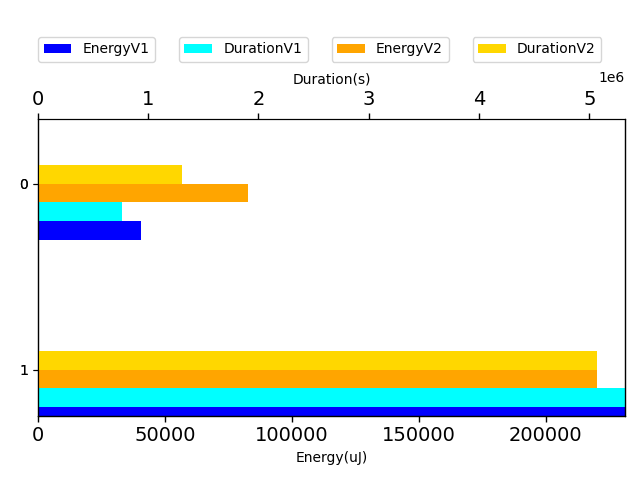 EnergyV1 DurationV1 EnergyV2 DurationV2
Duration(s)
1e6
0 1 2 3 4 5
0
1
0 50000 100000 150000 200000
Energy(uJ)